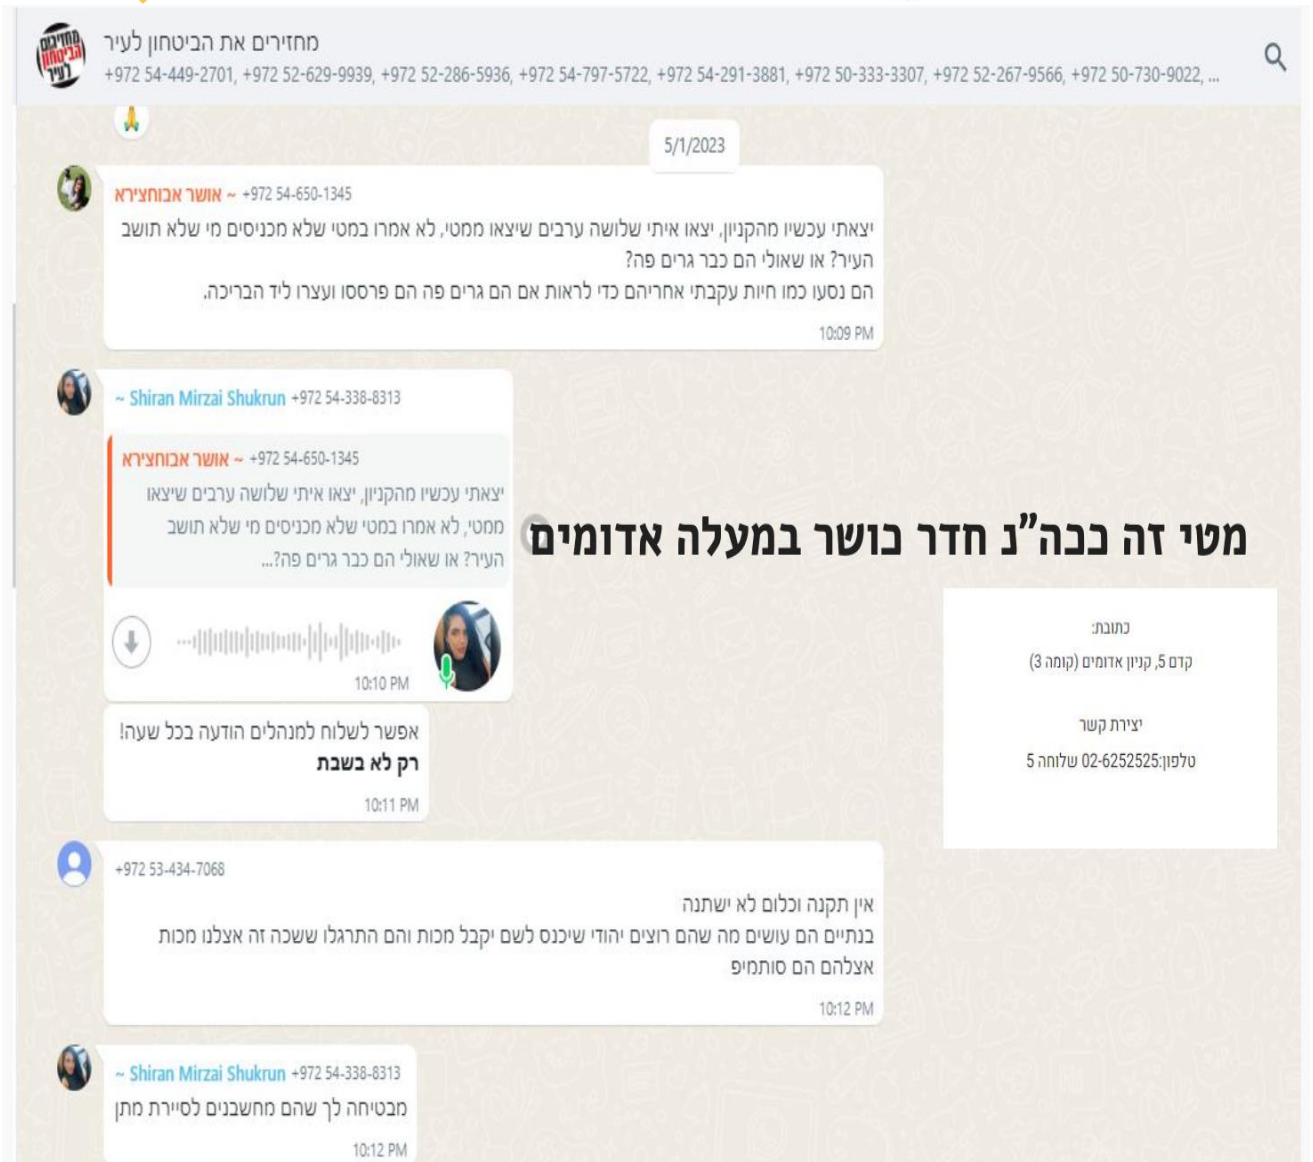 מחזירים את הביטחון לעיר
מחזירים את הביטחון לעיר
+972 54-449-2701, +972 52-629-9939, +972 52-286-5936, +972 54-797-5722, +972 54-291-3881, +972 50-333-3307, +972 52-267-9566, +972 50-730-9022, ...
5/1/2023
אושר אבוחצירא ~ +972 54-650-1345
יצאתי עכשיו מהקניון, יצאו איתי שלושה ערבים שיצאו ממטי, לא אמרו במטי שלא מכניסים מי שלא תושב
העיר? או שאולי הם כבר גרים פה?
הם נסעו כמו חיות עקבתי אחריהם כדי לראות אם הם גרים פה הם פרססו ועצרו ליד הבריכה.
10:09 PM
~ Shiran Mirzai Shukrun +972 54-338-8313
אושר אבוחצירא ~ +972 54-650-1345
יצאתי עכשיו מהקניון, יצאו איתי שלושה ערבים שיצאו
ממטי, לא אמרו במטי שלא מכניסים מי שלא תושב
העיר? או שאולי הם כבר גרים פה?...
10:10 PM
מטי זה ככה"נ חדר כושר במעלה אדומים
כתובת:
קדם 5, קניון אדומים (קומה 3)
יצירת קשר
טלפון:02-6252525 שלוחה 5
אפשר לשלוח למנהלים הודעה בכל שעה!
רק לא בשבת
10:11 PM
+972 53-434-7068
אין תקנה וכלום לא ישתנה
בנתיים הם עושים מה שהם רוצים יהודי שיכנס לשם יקבל מכות והם התרגלו ששכה זה אצלנו מכות
אצלהם הם סותמיפ
10:12 PM
~ Shiran Mirzai Shukrun +972 54-338-8313
מבטיחה לך שהם מחשבנים לסיירת מתן
10:12 PM